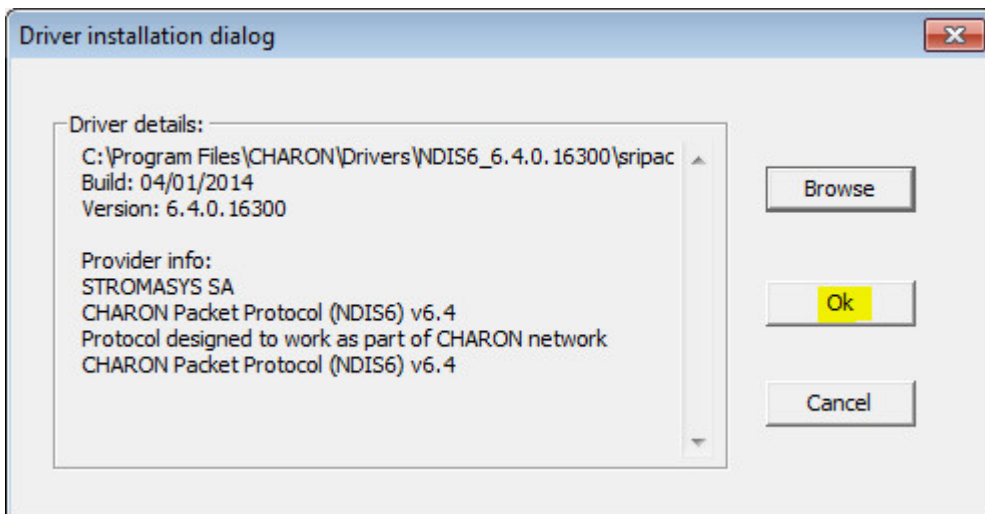 Driver installation dialog
Driver details:
C:\Program Files\CHARON\Drivers\NDIS6_6.4.0.16300\sripac
Build: 04/01/2014
Version: 6.4.0.16300
Provider info:
STROMASYS SA
CHARON Packet Protocol (NDIS6) v6.4
Protocol designed to work as part of CHARON network
CHARON Packet Protocol (NDIS6) v6.4
Browse
Ok
Cancel